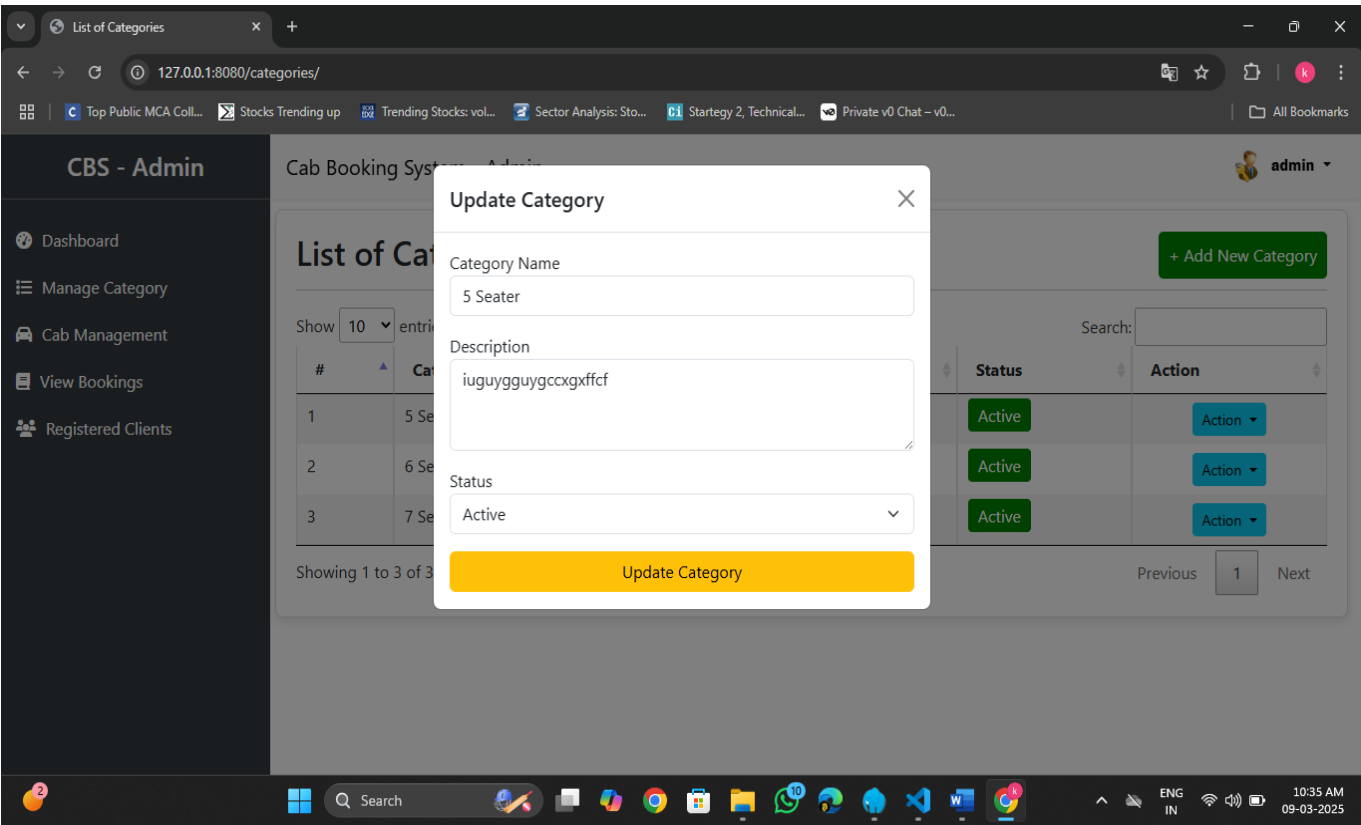 List of Categories
127.0.0.1:8080/categories/
k
Top Public MCA Coll...
Stocks Trending up
Trending Stocks: vol...
Sector Analysis: Sto...
Startegy 2, Technical...
Private v0 Chat – v0...
All Bookmarks
CBS - Admin
Cab Booking Syst
admin
Dashboard
Manage Category
Cab Management
View Bookings
Registered Clients
List of Cat
+ Add New Category
Show 10 entri
Search:
# Cat Status Action
1 5 Se Active Action
2 6 Se Active Action
3 7 Se Active Action
Showing 1 to 3 of 3
Previous 1 Next
Update Category
Category Name
5 Seater
Description
iuguygguygccxgxffcf
Status
Active
Update Category
2
Search
10
ENG
IN
10:35 AM
09-03-2025